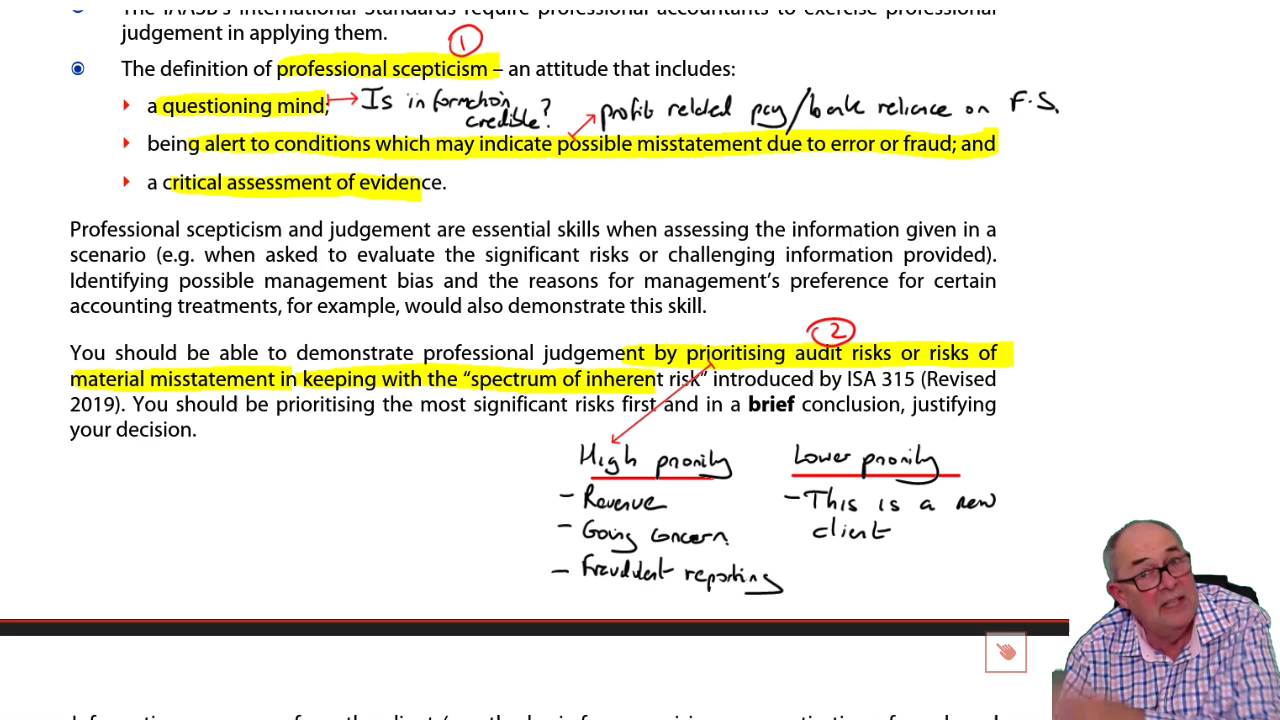 The IAASB's International Standards require professional accountants to exercise professional
judgement in applying them.
1
The definition of professional scepticism – an attitude that includes:
a questioning mind; Is information credible?
profit related pay/bank reliance on F.S.
being alert to conditions which may indicate possible misstatement due to error or fraud; and
a critical assessment of evidence.
Professional scepticism and judgement are essential skills when assessing the information given in a
scenario (e.g. when asked to evaluate the significant risks or challenging information provided).
Identifying possible management bias and the reasons for management's preference for certain
accounting treatments, for example, would also demonstrate this skill.
2
You should be able to demonstrate professional judgement by prioritising audit risks or risks of
material misstatement in keeping with the “spectrum of inherent risk” introduced by ISA 315 (Revised
2019). You should be prioritising the most significant risks first and in a brief conclusion, justifying
your decision.
High priority
- Revenue
- Going concern
- Fraudulent reporting
Lower priority
- This is a new
client